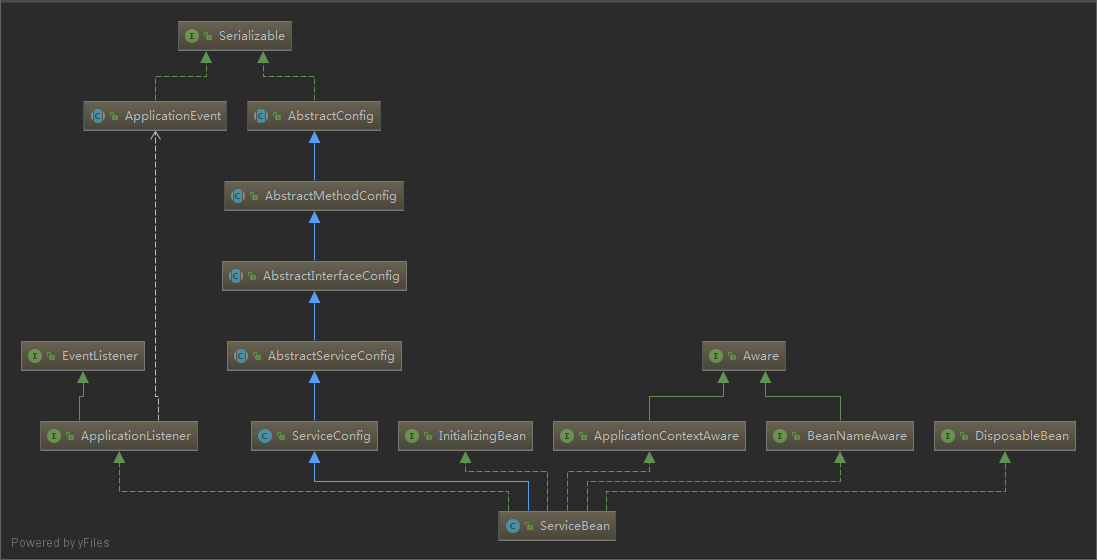 Serializable
ApplicationEvent
AbstractConfig
AbstractMethodConfig
AbstractInterfaceConfig
EventListener
AbstractServiceConfig
Aware
ApplicationListener
ServiceConfig
InitializingBean
ApplicationContextAware
BeanNameAware
DisposableBean
ServiceBean
Powered by yFiles